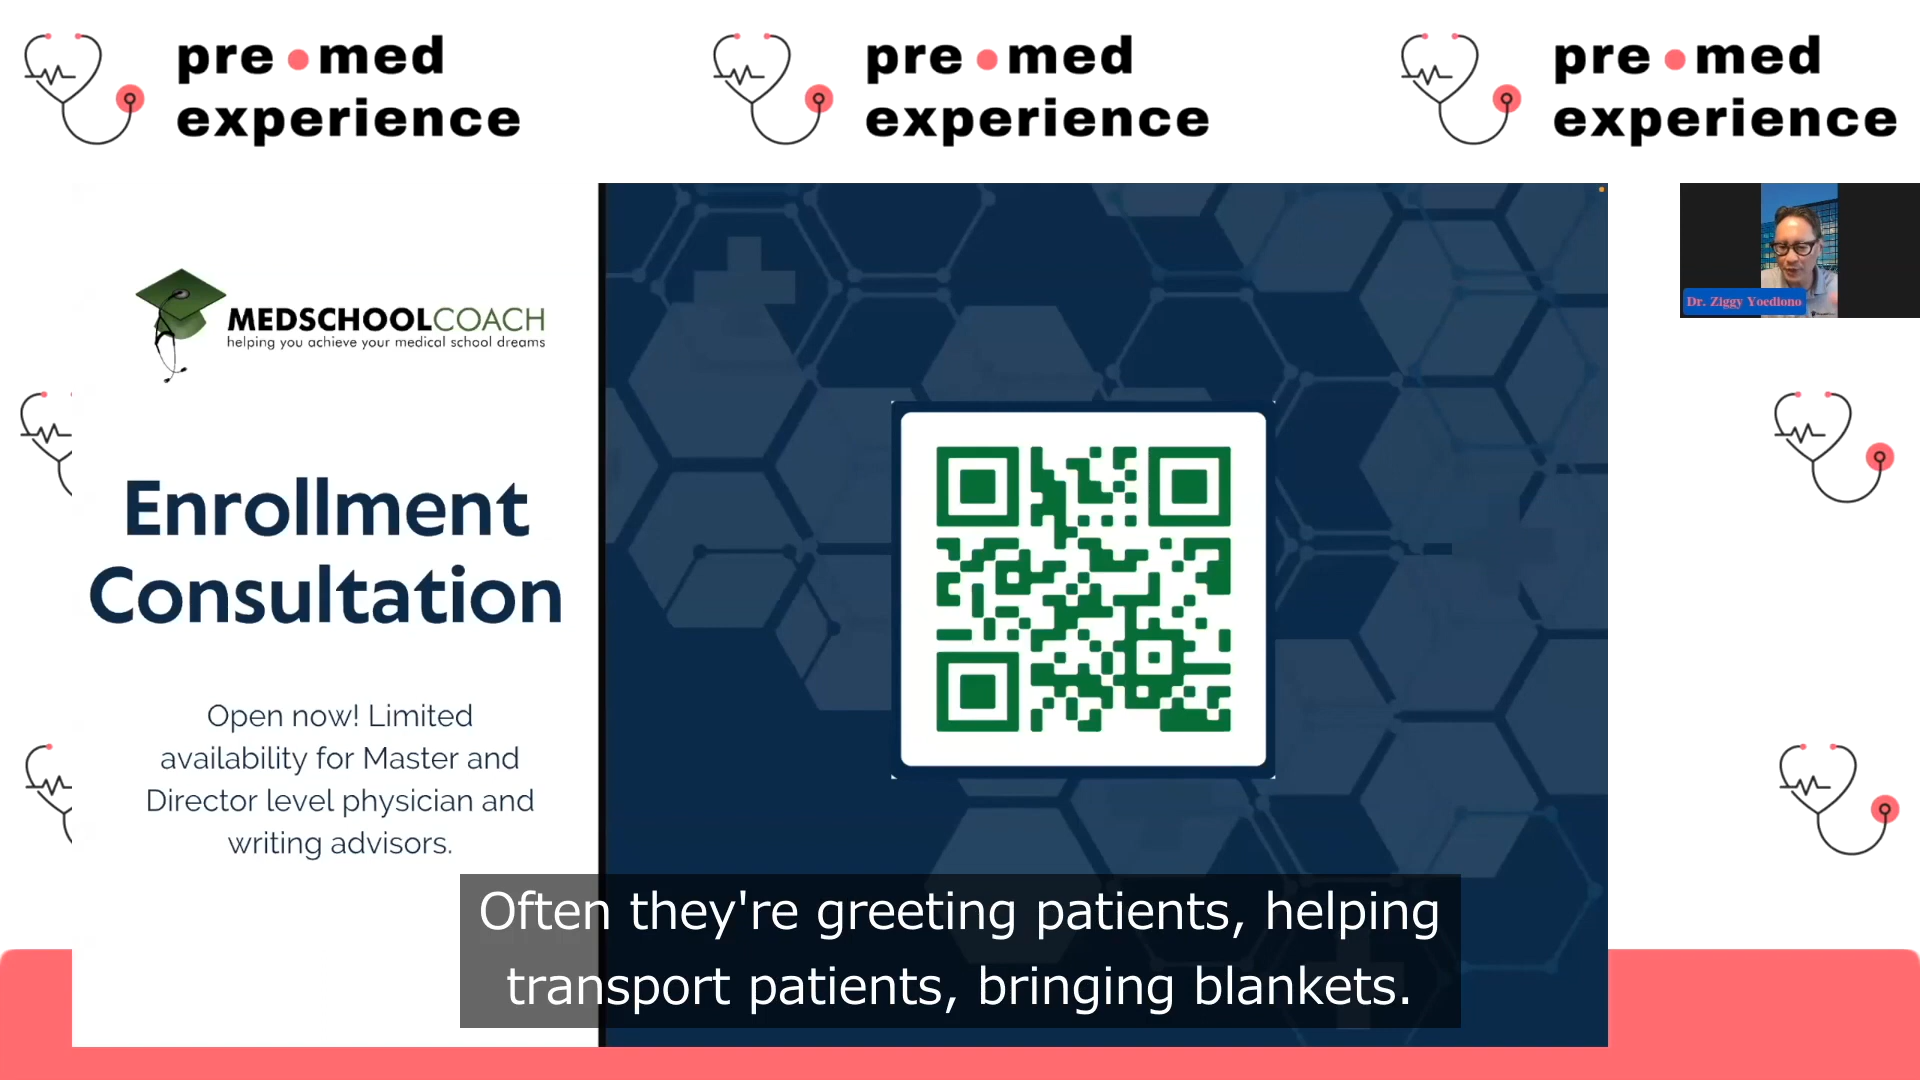 pre med
experience
pre med
experience
pre med
experience
MEDSCHOOLCOACH
helping you achieve your medical school dreams
Enrollment
Consultation
Open now! Limited
availability for Master and
Director level physician and
writing advisors.
Dr. Ziggy Yoediono
Often they're greeting patients, helping
transport patients, bringing blankets.